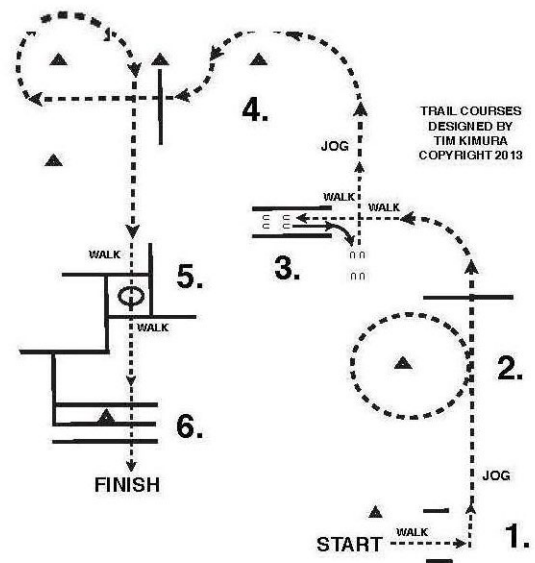 4.
TRAIL COURSES
DESIGNED BY
TIM KIMURA
COPYRIGHT 2013
JOG
WALK
WALK
WALK
3.
5.
WALK
2.
6.
JOG
FINISH
WALK
START
1.